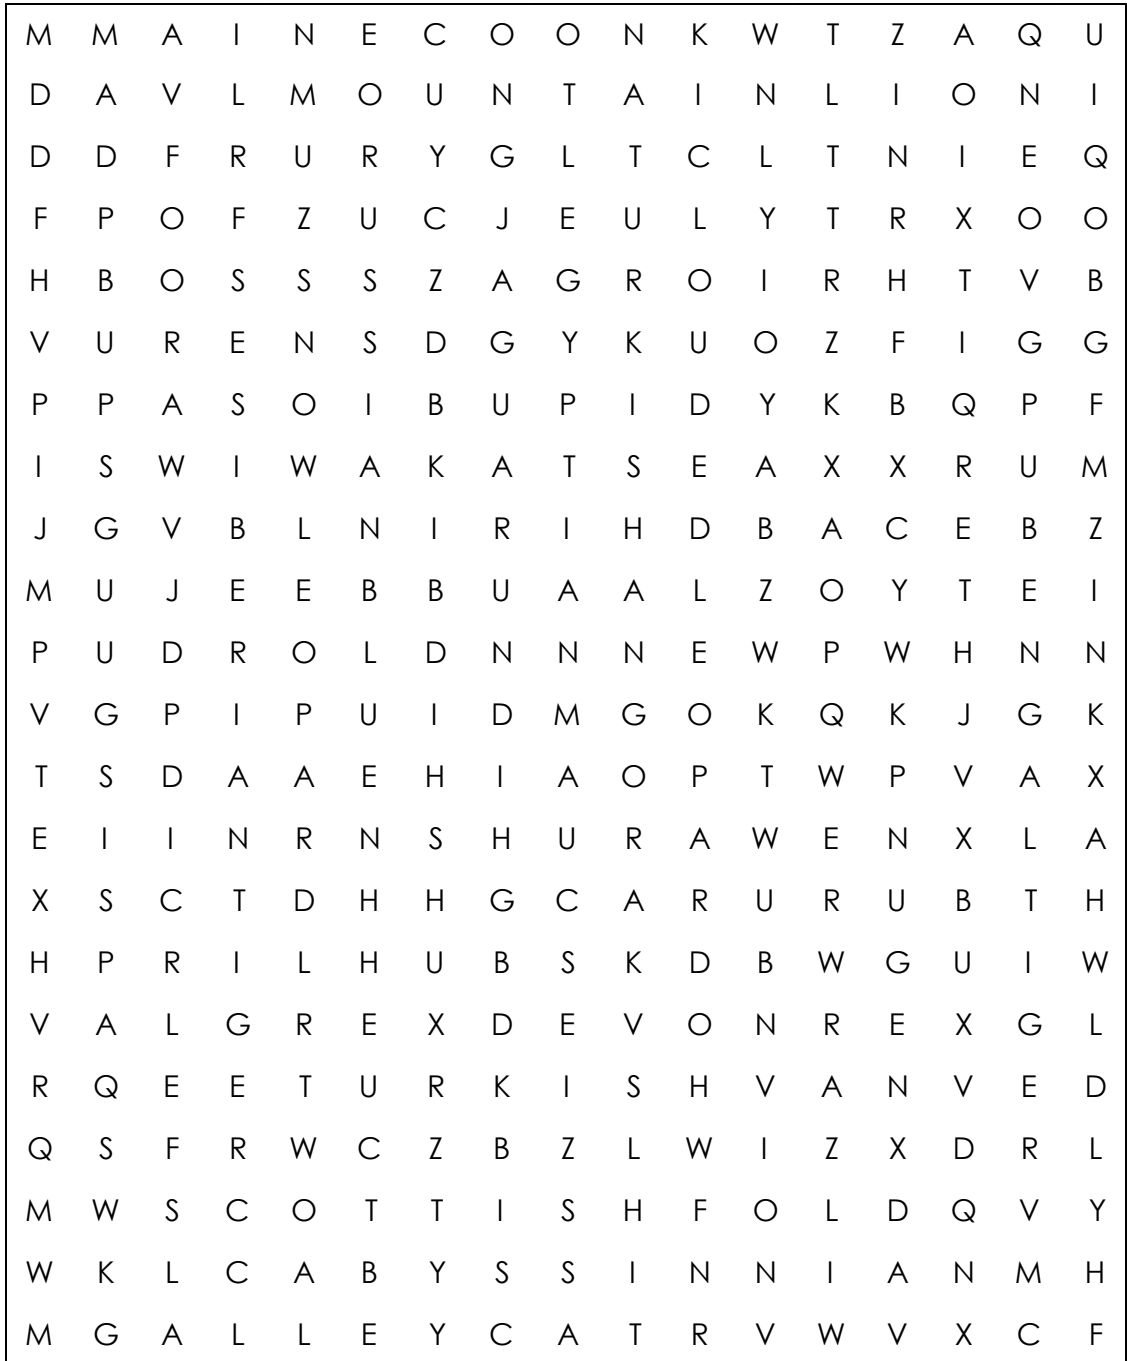 M M A I N E C O O N K W T Z A Q U
D A V L M O U N T A I N L I O N I
D D F R U R Y G L T C L T N I E Q
F P O F Z U C J E U L Y T R X O O
H B O S S S Z A G R O I R H T V B
V U R E N S D G Y K U O Z F I G G
P P A S O I B U P I D Y K B Q P F
I S W I W A K A T S E A X X R U M
J G V B L N I R I H D B A C E B Z
M U J E E B B U A A L Z O Y T E I
P U D R O L D N N N E W P W H N N
V G P I P U I D M G O K Q K J G K
T S D A A E H I A O P T W P V A X
E I I N R N S H U R A W E N X L A
X S C T D H H G C A R U R U B T H
H P R I L H U B S K D B W G U I W
V A L G R E X D E V O N R E X G L
R Q E E T U R K I S H V A N V E D
Q S F R W C Z B Z L W I Z X D R L
M W S C O T T I S H F O L D Q V Y
W K L C A B Y S S I N N I A N M H
M G A L L E Y C A T R V W V X C F